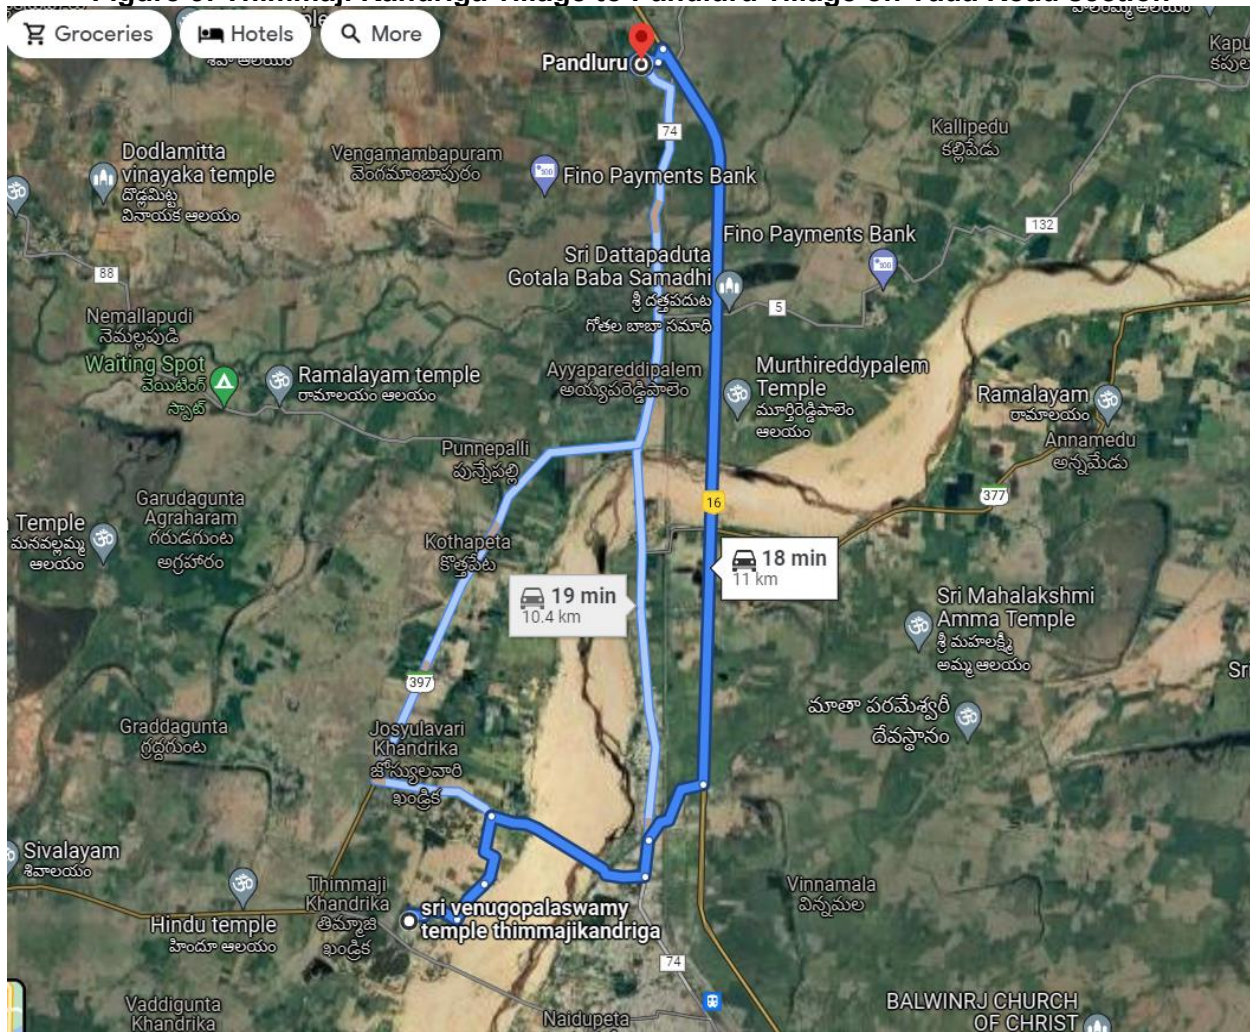 Groceries
Hotels
More
Pandluru
74
Kallipedu
కల్లిపేడు
Dodlamitta
vinayaka temple
దొడ్లమిట్ట
వినాయక ఆలయం
Vengamambapuram
వెంగమాంబాపురం
Fino Payments Bank
132
Fino Payments Bank
88
Sri Dattapaduta
Gotala Baba Samadhi
శ్రీ దత్తపదుట
గోతల బాబా సమాధి
5
Nemallapudi
నెమల్లపుడి
Waiting Spot
వెయిటింగ్
స్పాట్
Ramalayam temple
రామాలయం ఆలయం
Ayyapareddipalem
అయ్యపరెడ్డిపాలెం
Murthireddypalem
Temple
మూర్తిరెడ్డిపాలెం
ఆలయం
Ramalayam
రామాలయం
Annamedu
అన్నమేడు
Punnepalli
పున్నేపల్లి
377
16
Garudagunta
Agraharam
గరుడగుంట
అగ్రహారం
Temple
మనవల్లమ్మ
ఆలయం
Kothapeta
కొత్తపేట
18 min
11 km
19 min
10.4 km
Sri Mahalakshmi
Amma Temple
శ్రీ మహలక్ష్మీ
అమ్మ ఆలయం
397
మాతా పరమేశ్వరీ
దేవస్థానం
Graddagunta
గ్రద్దగుంట
Josyulavari
Khandrika
జోస్యులవారి
ఖండ్రిక
Sivalayam
శివాలయం
Hindu temple
హిందూ ఆలయం
Thimmaji
Khandrika
తిమ్మాజి
ఖండ్రిక
sri venugopalaswamy
temple thimmajikandriga
Vinnamala
విన్నమల
74
Vaddigunta
Khandrika
Naidupeta
BALWINRJ CHURCH
OF CHRIST